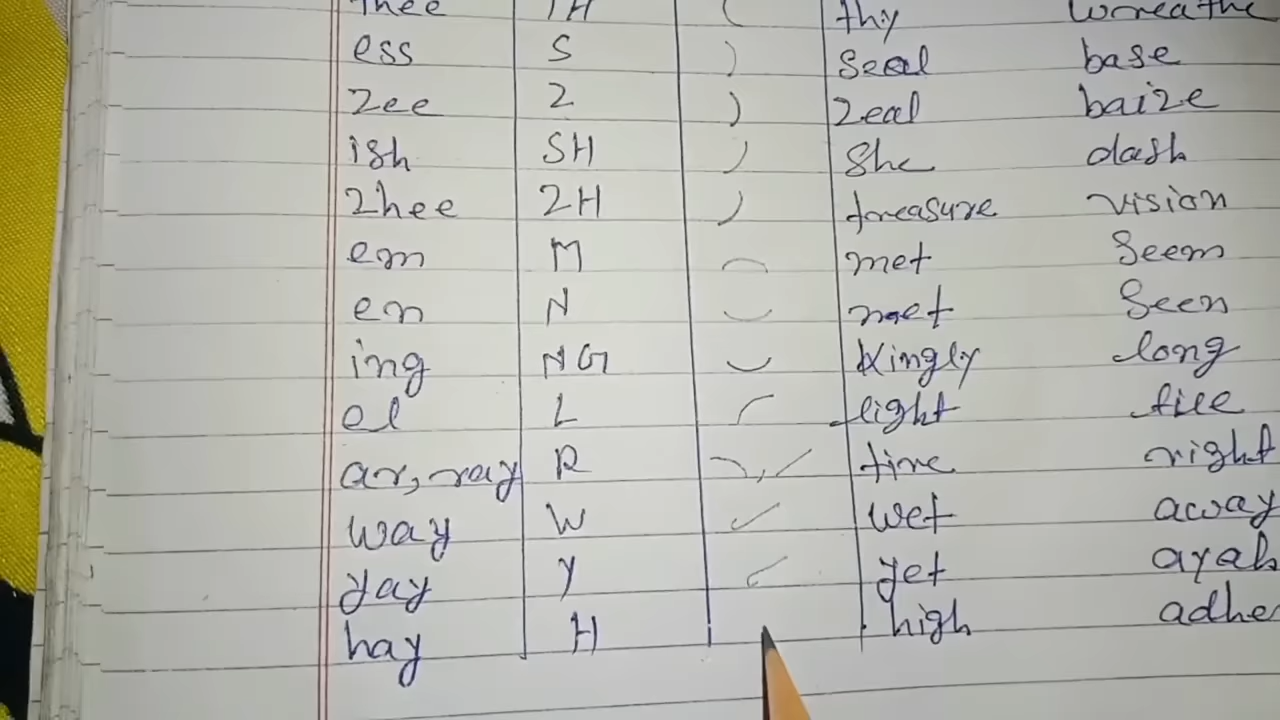 thee TH ( thy wreathe
ess S ) seal base
zee Z ) zeal baize
ish SH she dash
zhee ZH treasure vision
em M met seem
en N net seen
ing NG kingly long
el L light
ar, ray R tire right
way W wet away
yay Y yet ayah
hay H high adhe